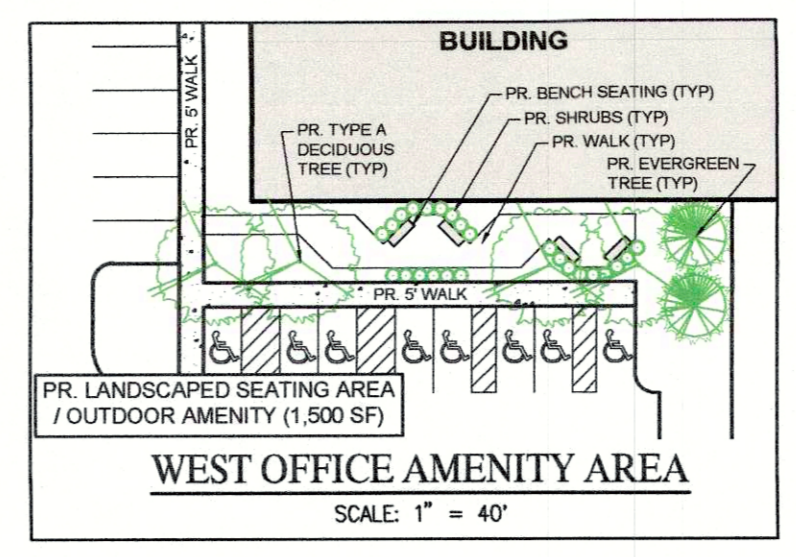 BUILDING
PR. 5' WALK
PR. BENCH SEATING (TYP)
PR. SHRUBS (TYP)
PR. WALK (TYP)
PR. TYPE A
DECIDUOUS
TREE (TYP)
PR. EVERGREEN
TREE (TYP)
PR. 5' WALK
PR. LANDSCAPED SEATING AREA
/ OUTDOOR AMENITY (1,500 SF)
WEST OFFICE AMENITY AREA
SCALE: 1" = 40'